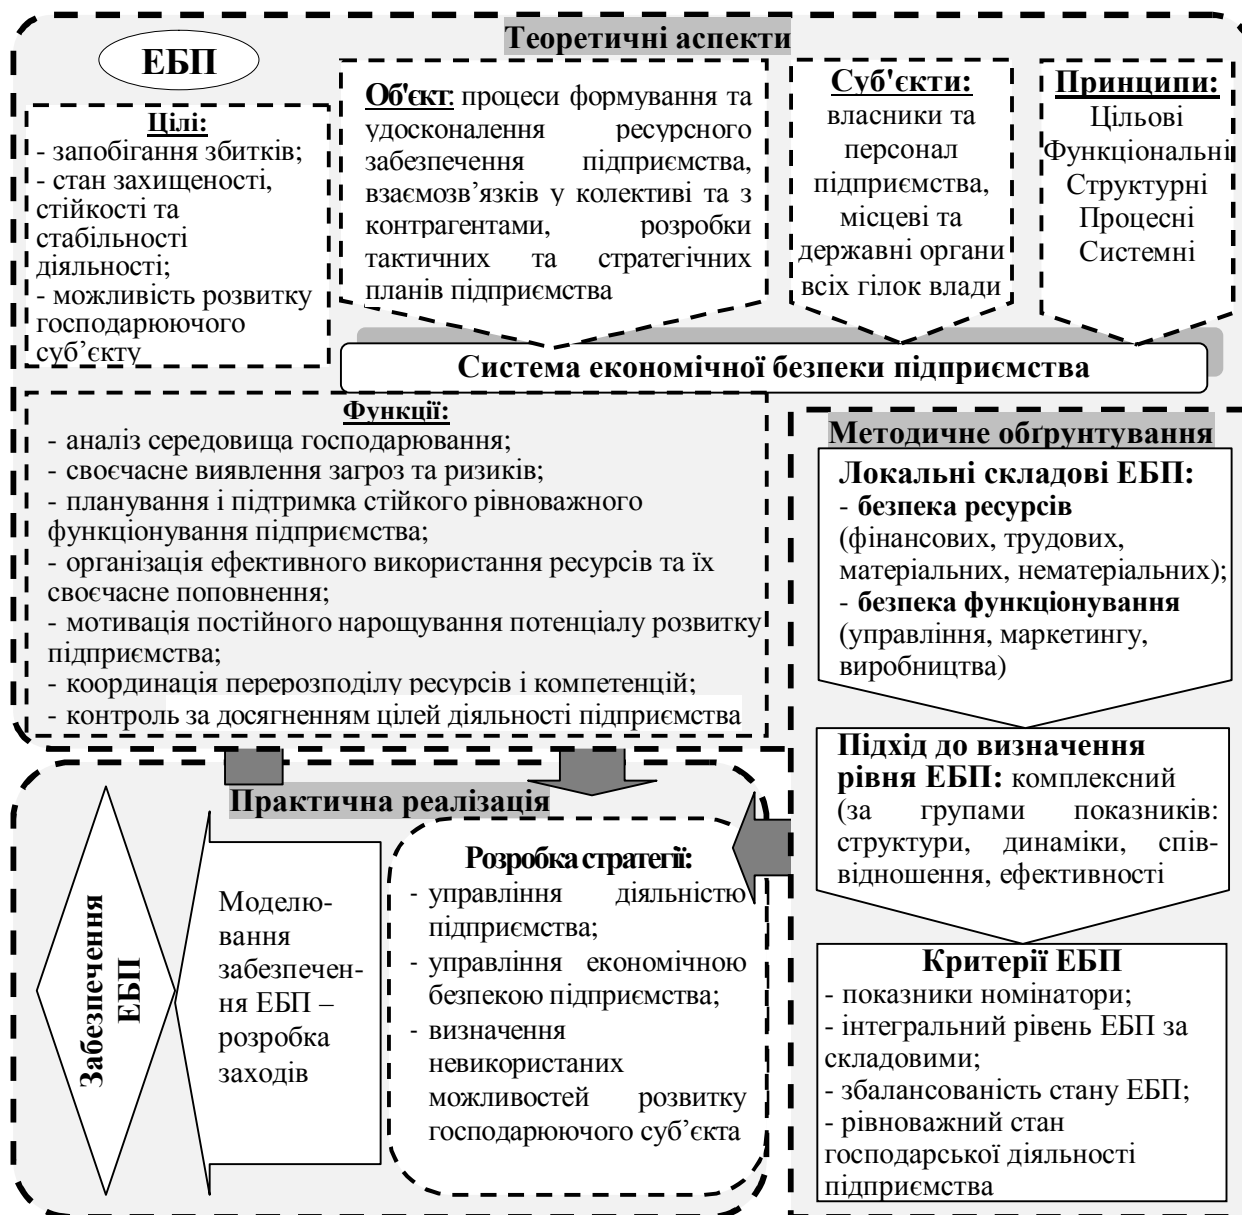 Теоретичні аспекти
ЕБП
Цілі:
- запобігання збитків;
- стан захищеності,
стійкості та
стабільності
діяльності;
- можливість розвитку
господарюючого
суб’єкту
Об'єкт: процеси формування та
удосконалення ресурсного
забезпечення підприємства,
взаємозв’язків у колективі та з
контрагентами, розробки
тактичних та стратегічних
планів підприємства
Суб'єкти:
власники та
персонал
підприємства,
місцеві та
державні органи
всіх гілок влади
Принципи:
Цільові
Функціональні
Структурні
Процесні
Системні
Система економічної безпеки підприємства
Функції:
- аналіз середовища господарювання;
- своєчасне виявлення загроз та ризиків;
- планування і підтримка стійкого рівноважного
функціонування підприємства;
- організація ефективного використання ресурсів та їх
своєчасне поповнення;
- мотивація постійного нарощування потенціалу розвитку
підприємства;
- координація перерозподілу ресурсів і компетенцій;
- контроль за досягненням цілей діяльності підприємства
Методичне обґрунтування
Локальні складові ЕБП:
- безпека ресурсів
(фінансових, трудових,
матеріальних, нематеріальних);
- безпека функціонування
(управління, маркетингу,
виробництва)
Підхід до визначення
рівня ЕБП: комплексний
(за групами показників:
структури, динаміки, спів-
відношення, ефективності
Критерії ЕБП
- показники номінатори;
- інтегральний рівень ЕБП за
складовими;
- збалансованість стану ЕБП;
- рівноважний стан
господарської діяльності
підприємства
Практична реалізація
Розробка стратегії:
- управління діяльністю
підприємства;
- управління економічною
безпекою підприємства;
- визначення
невикористаних
можливостей розвитку
господарюючого суб’єкта
Моделю-
вання
забезпечен-
ня ЕБП –
розробка
заходів
Забезпечення
ЕБП